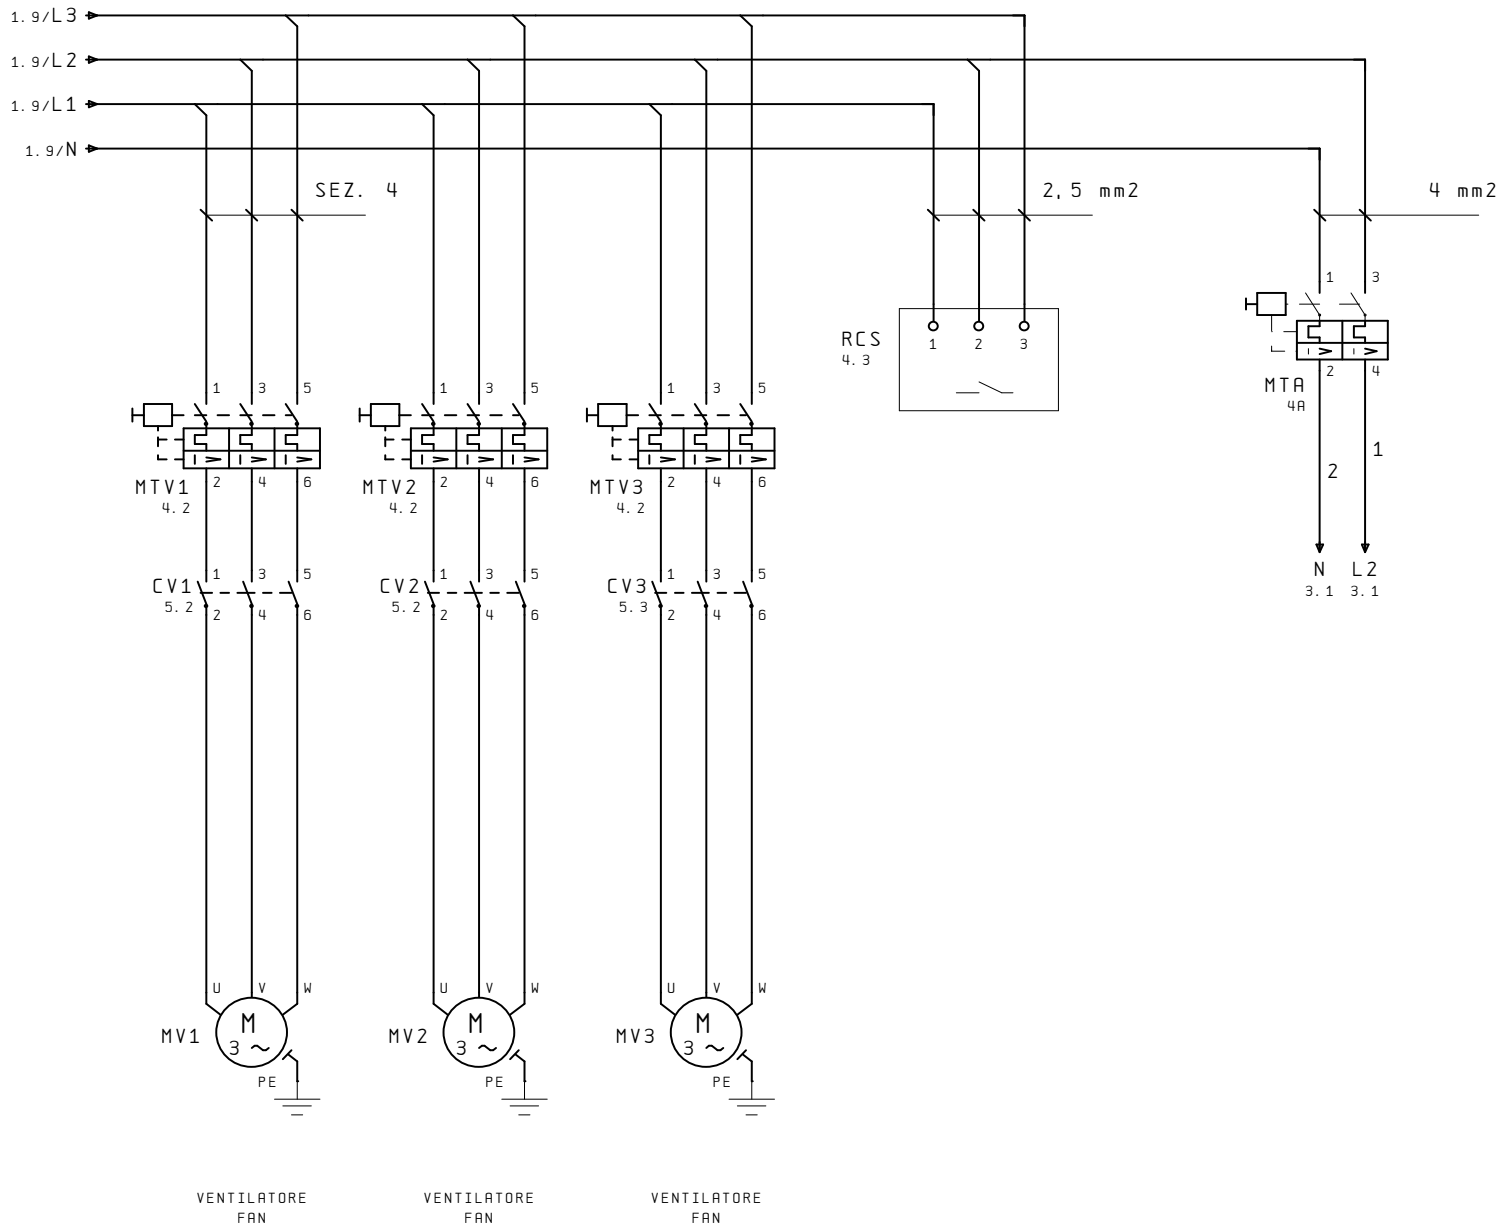 1.9/L3
1.9/L2
1.9/L1
1.9/N
SEZ. 4
2,5 mm2
4 mm2
1 3
RCS
4.3
1 2 3
2 4
MTA
4A
1 3 5
1 3 5
1 3 5
MTV1
4.2
2 4 6
MTV2
4.2
2 4 6
MTV3
4.2
2 4 6
2
1
N L2
3.1 3.1
CV1
5.2
1 3 5
2 4 6
CV2
5.2
1 3 5
2 4 6
CV3
5.3
1 3 5
2 4 6
U V W
U V W
U V W
MV1
M
3 ~
PE
MV2
M
3 ~
PE
MV3
M
3 ~
PE
VENTILATORE
FAN
VENTILATORE
FAN
VENTILATORE
FAN